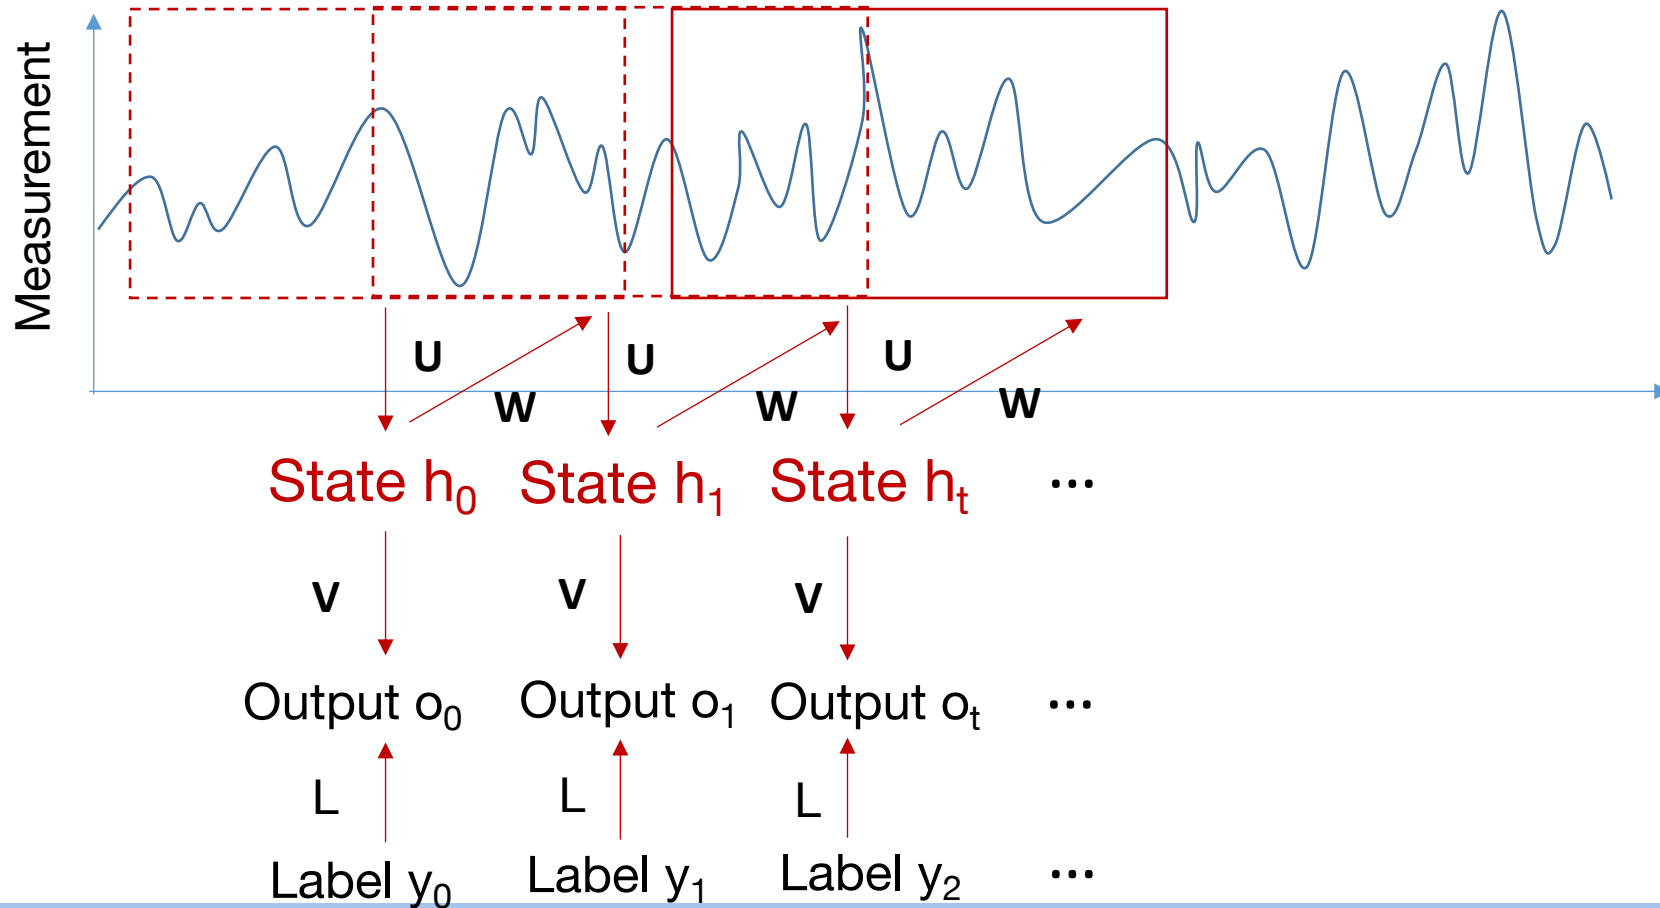 Measurement
U
U
U
W
W
W
State h₀
State h₁
State hₜ
...
V
V
V
Output o₀
Output o₁
Output oₜ
...
L
L
L
Label y₀
Label y₁
Label y₂
...